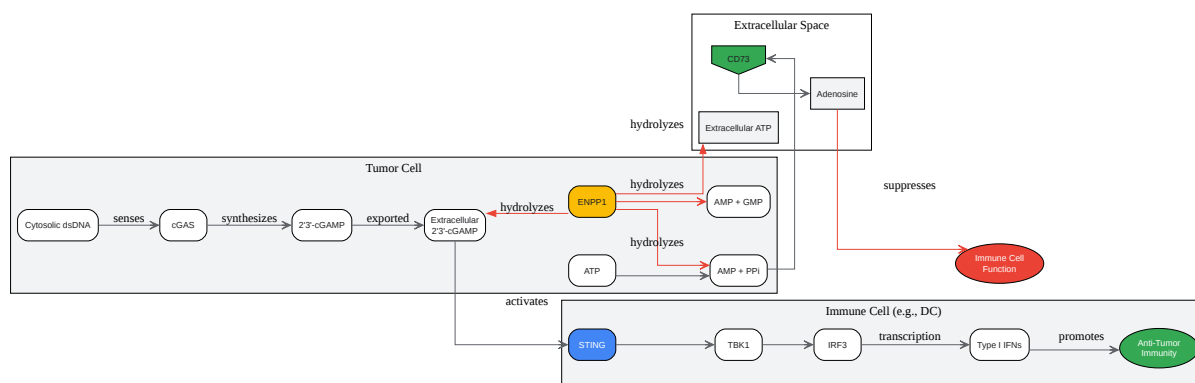 Extracellular Space
CD73
Adenosine
hydrolyzes
Extracellular ATP
Tumor Cell
suppresses
hydrolyzes
ENPP1
AMP + GMP
hydrolyzes
Cytosolic dsDNA
senses
cGAS
synthesizes
2'3'-cGAMP
exported
Extracellular
2'3'-cGAMP
hydrolyzes
ATP
AMP + PPi
Immune Cell
Function
activates
Immune Cell (e.g., DC)
STING
TBK1
IRF3
transcription
Type I IFNs
promotes
Anti-Tumor
Immunity